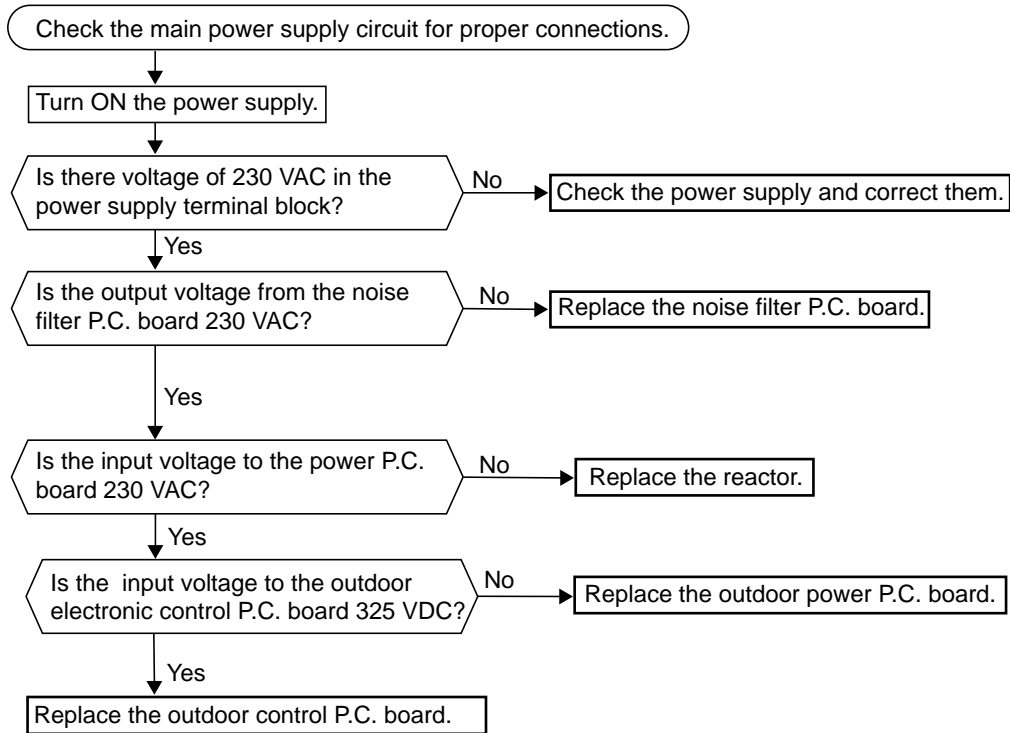 Check the main power supply circuit for proper connections.
Turn ON the power supply.
Is there voltage of 230 VAC in the
power supply terminal block?
No
Check the power supply and correct them.
Yes
Is the output voltage from the noise
filter P.C. board 230 VAC?
No
Replace the noise filter P.C. board.
Yes
Is the input voltage to the power P.C.
board 230 VAC?
No
Replace the reactor.
Yes
Is the  input voltage to the outdoor
electronic control P.C. board 325 VDC?
No
Replace the outdoor power P.C. board.
Yes
Replace the outdoor control P.C. board.